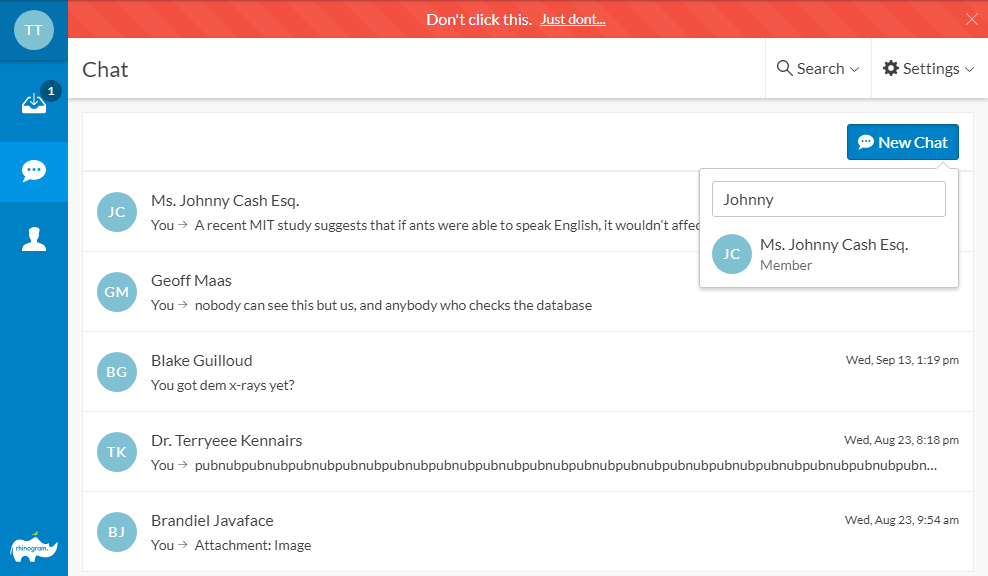 TT
Don't click this. Just dont...
1
Chat
Search
Settings
New Chat
Johnny
JC
Ms. Johnny Cash Esq.
Member
JC
Ms. Johnny Cash Esq.
You → A recent MIT study suggests that if ants were able to speak English, it wouldn't affec
GM
Geoff Maas
You → nobody can see this but us, and anybody who checks the database
BG
Blake Guilloud
Wed, Sep 13, 1:19 pm
You got dem x-rays yet?
TK
Dr. Terryeee Kennairs
Wed, Aug 23, 8:18 pm
You → pubnubpubnubpubnubpubnubpubnubpubnubpubnubpubnubpubnubpubnubpubnubpubnubpubnubpubnubpubnubpubn...
BJ
Brandiel Javaface
Wed, Aug 23, 9:54 am
You → Attachment: Image
rhinogram